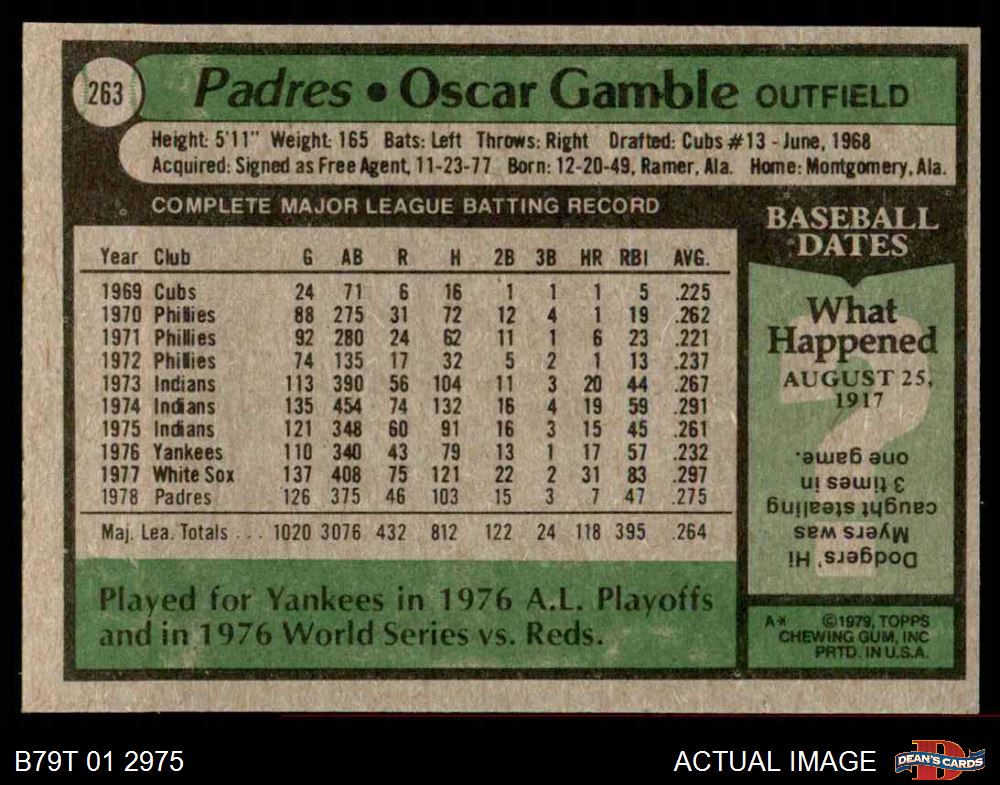 263
Padres • Oscar Gamble OUTFIELD
Height: 5'11" Weight: 165 Bats: Left Throws: Right Drafted: Cubs #13 - June, 1968
Acquired: Signed as Free Agent, 11-23-77 Born: 12-20-49, Ramer, Ala. Home: Montgomery, Ala.
COMPLETE MAJOR LEAGUE BATTING RECORD
Year Club G AB R H 2B 3B HR RBI AVG.
1969 Cubs 24 71 6 16 1 1 1 5 .225
1970 Phillies 88 275 31 72 12 4 1 19 .262
1971 Phillies 92 280 24 62 11 1 6 23 .221
1972 Phillies 74 135 17 32 5 2 1 13 .237
1973 Indians 113 390 56 104 11 3 20 44 .267
1974 Indians 135 454 74 132 16 4 19 59 .291
1975 Indians 121 348 60 91 16 3 15 45 .261
1976 Yankees 110 340 43 79 13 1 17 57 .232
1977 White Sox 137 408 75 121 22 2 31 83 .297
1978 Padres 126 375 46 103 15 3 7 47 .275
Maj. Lea. Totals . . . 1020 3076 432 812 122 24 118 395 .264
Played for Yankees in 1976 A.L. Playoffs
and in 1976 World Series vs. Reds.
BASEBALL
DATES
What
Happened
AUGUST 25,
1917
?
Dodgers' Hi
Myers was
caught stealing
3 times in
one game.
A* ©1979, TOPPS
CHEWING GUM, INC
PRTD. IN U.S.A.
B79T 01 2975
ACTUAL IMAGE
D
DEAN'S CARDS